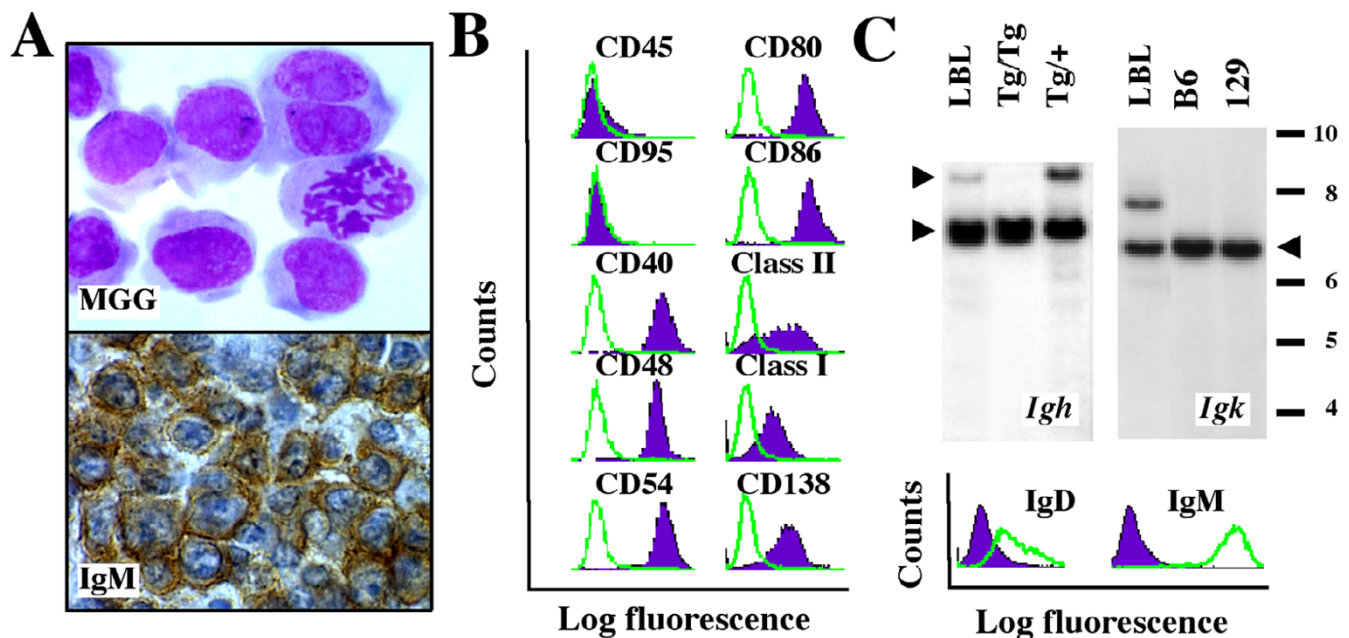 A
MGG
IgM
B
CD45 CD80
CD95 CD86
CD40 Class II
CD48 Class I
CD54 CD138
Counts
Log fluorescence
C
LBL Tg/Tg Tg/+
LBL B6 129
10
8
6
5
4
Igh Igk
Counts
IgD IgM
Log fluorescence